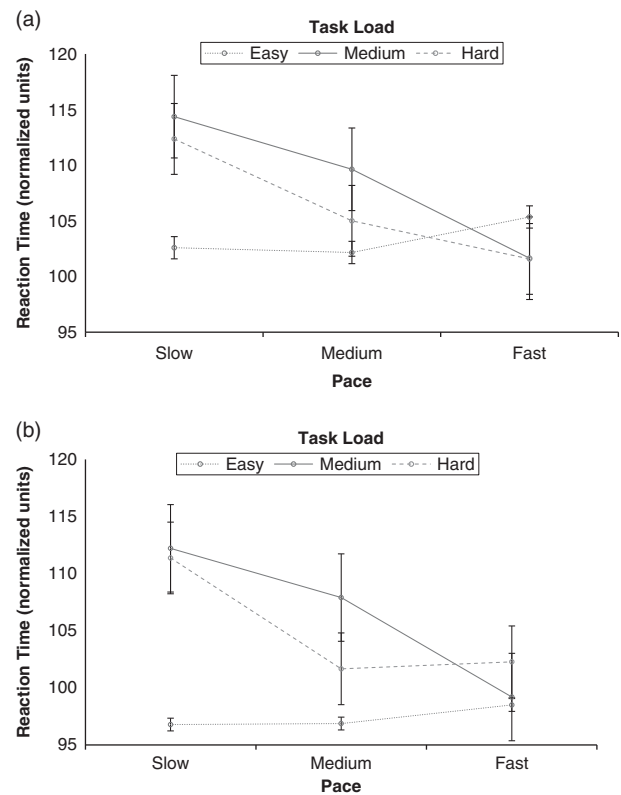 (a)
Task Load
Easy Medium Hard
120
115
110
105
100
95
Reaction Time (normalized units)
Slow Medium Fast
Pace
(b)
Task Load
Easy Medium Hard
120
115
110
105
100
95
Reaction Time (normalized units)
Slow Medium Fast
Pace